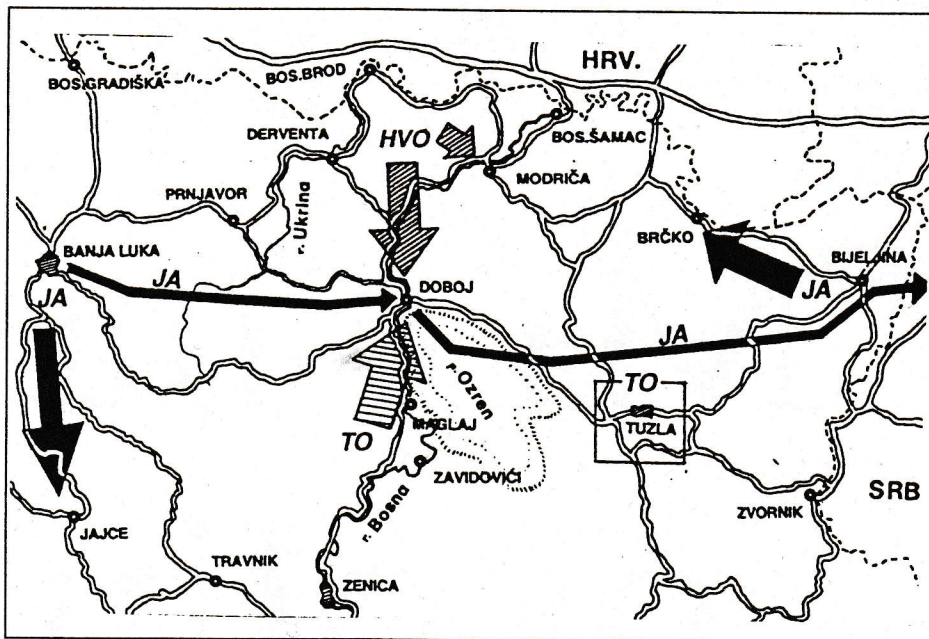 HRV.
BOS.GRADIŠKA
BOS.BROD
DERVENTA
HVO
BOS.ŠAMAC
MODRIČA
PRNJAVOR
r. Ukrina
BRČKO
BANJA LUKA
BIJELJINA
JA
JA
DOBOJ
JA
JA
r. Ozren
TO
TO
MAGLAJ
TUZLA
ZAVIDOVIĆI
r. Bosna
ZVORNIK
SRB
JAJCE
TRAVNIK
ZENICA